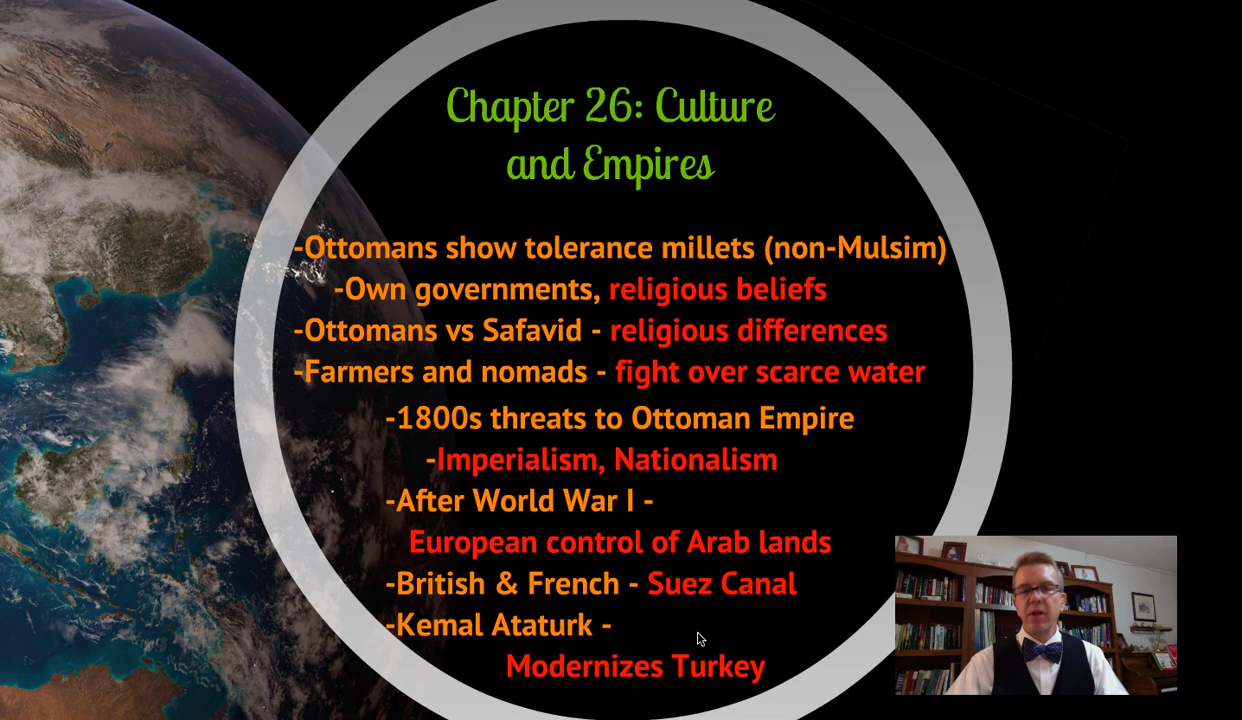 Chapter 26: Culture
and Empires
-Ottomans show tolerance millets (non-Mulsim)
-Own governments, religious beliefs
-Ottomans vs Safavid - religious differences
-Farmers and nomads - fight over scarce water
-1800s threats to Ottoman Empire
-Imperialism, Nationalism
-After World War I -
European control of Arab lands
-British & French - Suez Canal
-Kemal Ataturk -
Modernizes Turkey